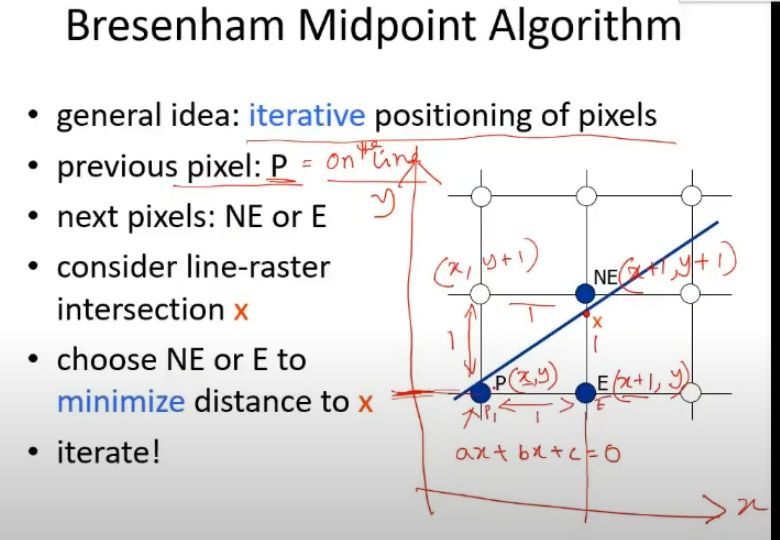 Bresenham Midpoint Algorithm
• general idea: iterative positioning of pixels
• previous pixel: P = on the line
• next pixels: NE or E
y
• consider line-raster
intersection x
(x, y+1)
NE (x+1, y+1)
1
x
1
1
• choose NE or E to
minimize distance to x
P(x,y)
E (x+1, y)
P1
1
E
• iterate!
ax + bx + c = 0
x